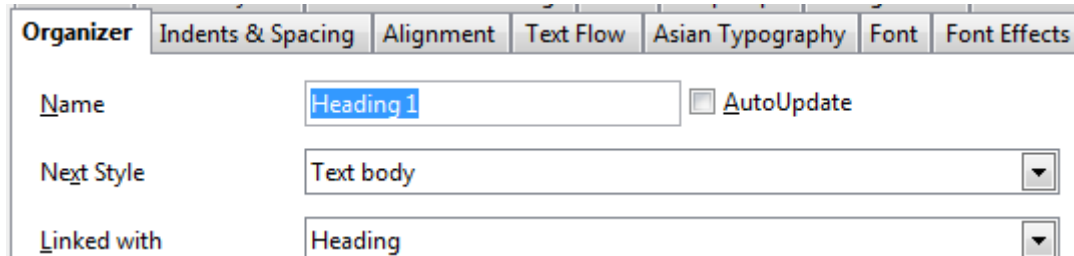 Organizer Indents & Spacing Alignment Text Flow Asian Typography Font Font Effects
Name Heading 1 AutoUpdate
Next Style Text body
Linked with Heading